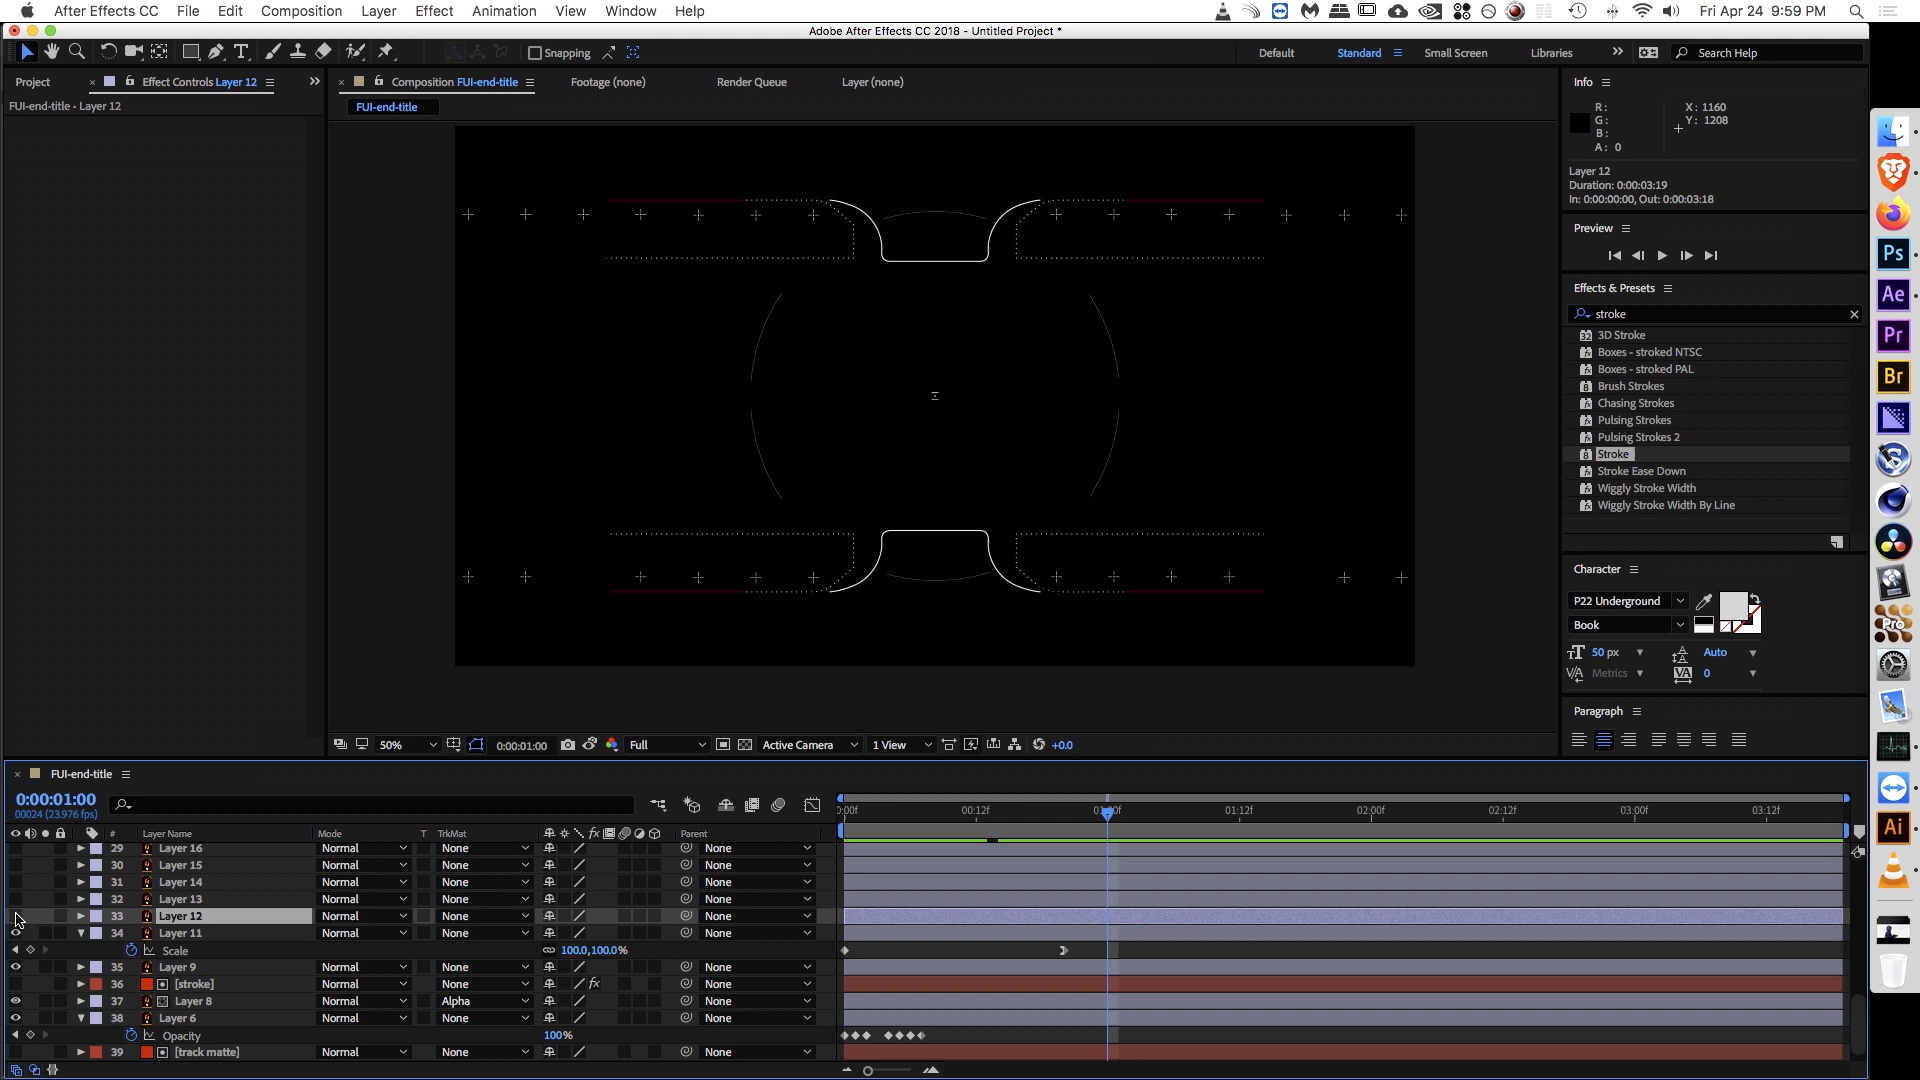 After Effects CC File Edit Composition Layer Effect Animation View Window Help Fri Apr 24 9:59 PM
Adobe After Effects CC 2018 - Untitled Project *
Snapping Default Standard Small Screen Libraries Search Help
Project Effect Controls Layer 12 Composition FUI-end-title Footage (none) Render Queue Layer (none) Info
FUI-end-title • Layer 12
FUI-end-title
R: X: 1160
G: Y: 1208
B:
A: 0
Layer 12
Duration: 0:00:03:19
In: 0:00:00:00, Out: 0:00:03:18
Preview
Effects & Presets
stroke
3D Stroke
Boxes - stroked NTSC
Boxes - stroked PAL
Brush Strokes
Chasing Strokes
Pulsing Strokes
Pulsing Strokes 2
Stroke
Stroke Ease Down
Wiggly Stroke Width
Wiggly Stroke Width By Line
Character
P22 Underground
Book
50 px Auto
Metrics 0
Paragraph
50% 0:00:01:00 Full Active Camera 1 View +0.0
FUI-end-title
0:00:01:00
00024 (23.976 fps)
0:00f 00:12f 01:00f 01:12f 02:00f 02:12f 03:00f 03:12f
# Layer Name Mode T TrkMat Parent
29 Layer 16 Normal None None
30 Layer 15 Normal None None
31 Layer 14 Normal None None
32 Layer 13 Normal None None
33 Layer 12 Normal None None
34 Layer 11 Normal None None
Scale 100.0,100.0%
35 Layer 9 Normal None None
36 [stroke] Normal None None
37 Layer 8 Normal Alpha None
38 Layer 6 Normal None None
Opacity 100%
39 [track matte] Normal None None
Ps
Ae
Pr
Br
Pro
Ai